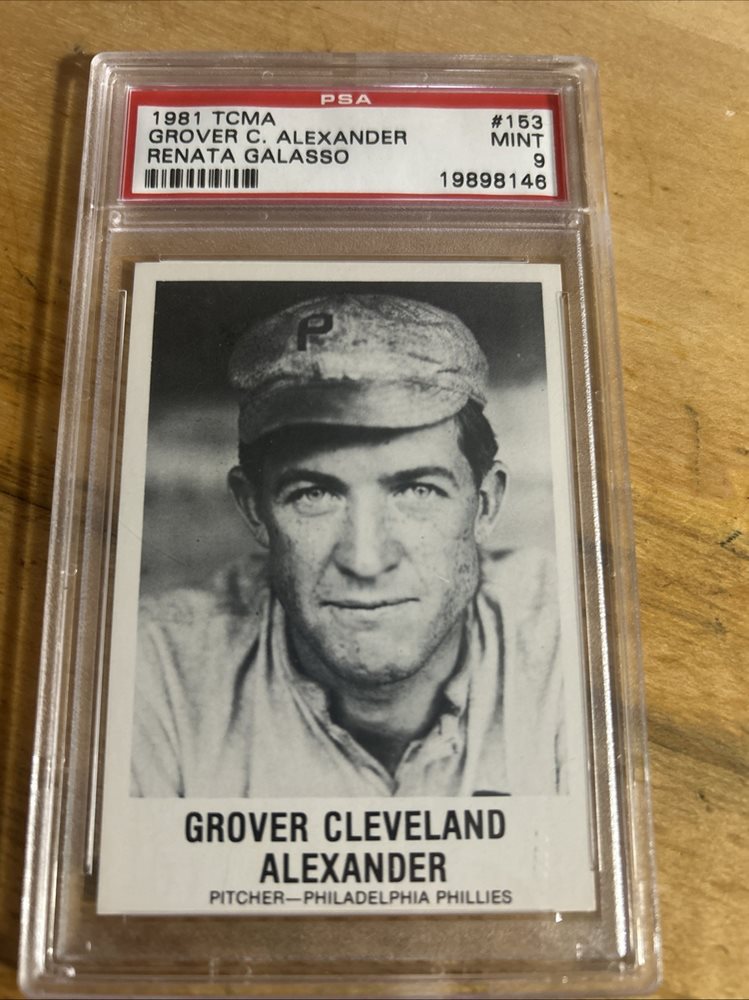 PSA
1981 TCMA #153
GROVER C. ALEXANDER MINT
RENATA GALASSO 9
19898146
P
GROVER CLEVELAND
ALEXANDER
PITCHER—PHILADELPHIA PHILLIES